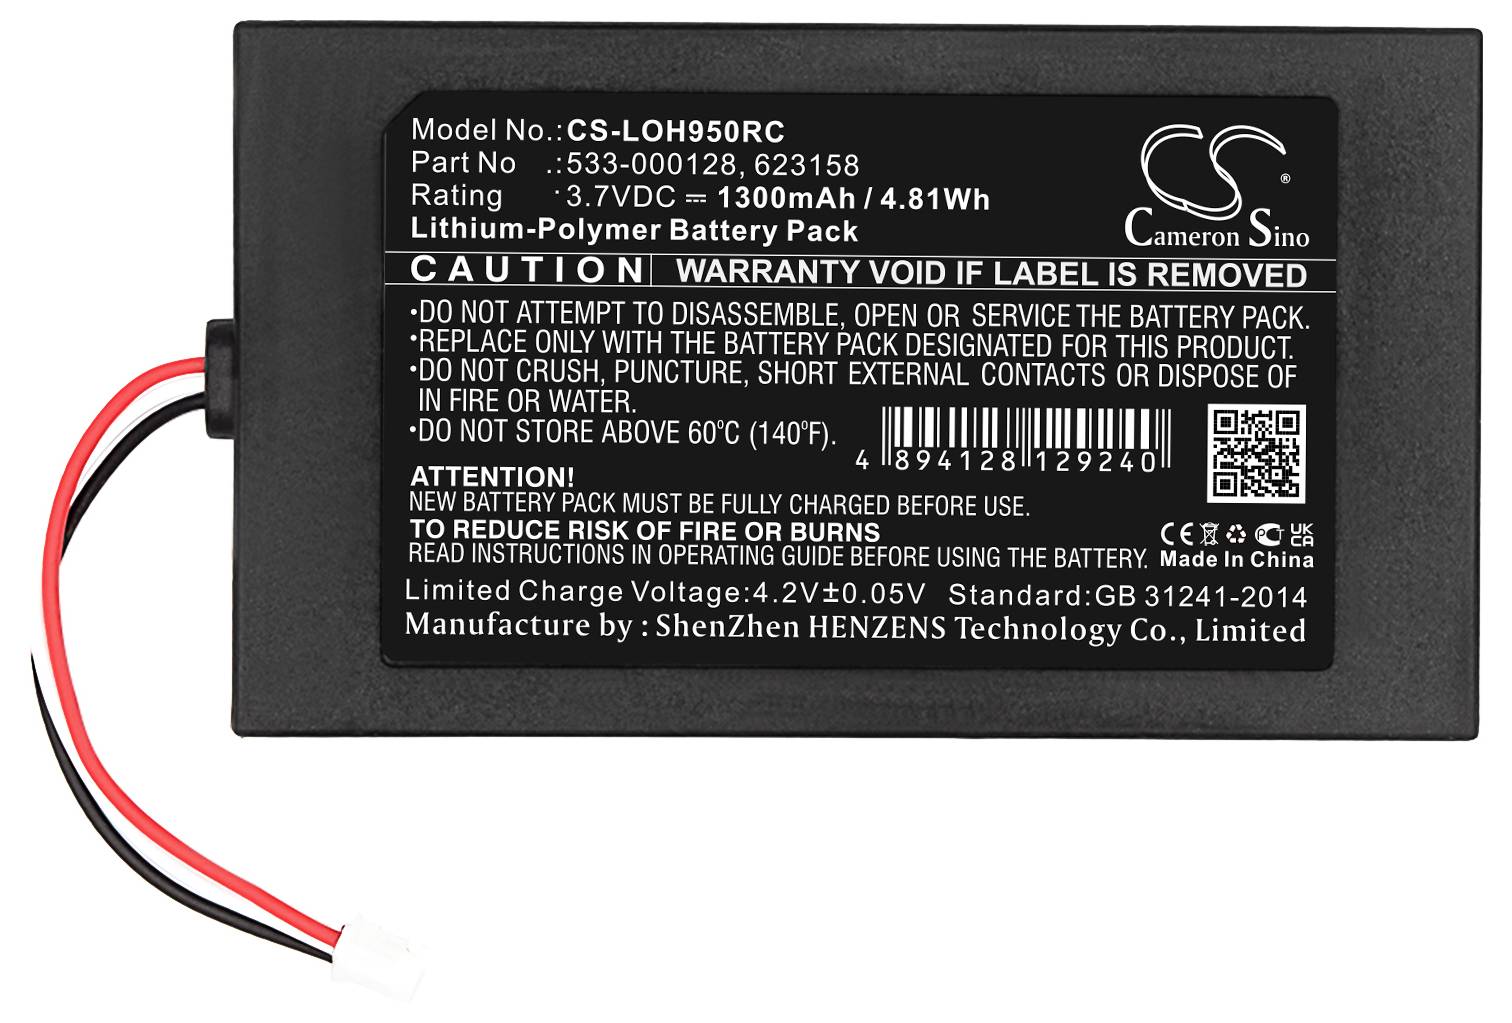 Model No.: CS-LOH950RC
Part No .: 533-000128, 623158
Rating : 3.7VDC ⎓ 1300mAh / 4.81Wh
Lithium-Polymer Battery Pack
CS ®
Cameron Sino
CAUTION | WARRANTY VOID IF LABEL IS REMOVED
•DO NOT ATTEMPT TO DISASSEMBLE, OPEN OR SERVICE THE BATTERY PACK.
•REPLACE ONLY WITH THE BATTERY PACK DESIGNATED FOR THIS PRODUCT.
•DO NOT CRUSH, PUNCTURE, SHORT EXTERNAL CONTACTS OR DISPOSE OF
IN FIRE OR WATER.
•DO NOT STORE ABOVE 60°C (140°F).
4 894128 129240
ATTENTION!
NEW BATTERY PACK MUST BE FULLY CHARGED BEFORE USE.
TO REDUCE RISK OF FIRE OR BURNS
READ INSTRUCTIONS IN OPERATING GUIDE BEFORE USING THE BATTERY.
CE PCT UK CA
Made In China
Limited Charge Voltage:4.2V±0.05V Standard:GB 31241-2014
Manufacture by : ShenZhen HENZENS Technology Co., Limited